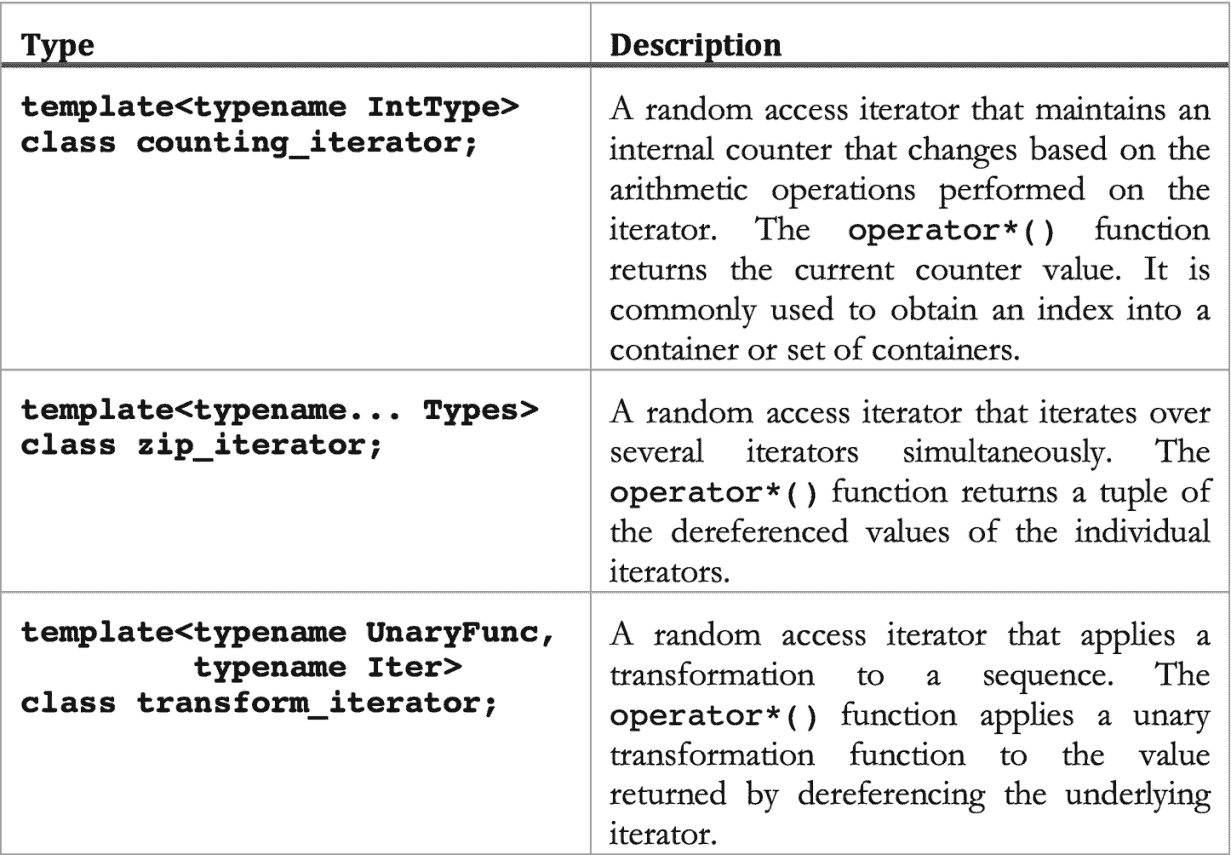 Type
Description
template<typename IntType>
class counting_iterator;
A random access iterator that maintains an
internal counter that changes based on the
arithmetic operations performed on the
iterator. The operator*() function
returns the current counter value. It is
commonly used to obtain an index into a
container or set of containers.
template<typename... Types>
class zip_iterator;
A random access iterator that iterates over
several iterators simultaneously. The
operator*() function returns a tuple of
the dereferenced values of the individual
iterators.
template<typename UnaryFunc,
         typename Iter>
class transform_iterator;
A random access iterator that applies a
transformation to a sequence. The
operator*() function applies a unary
transformation function to the value
returned by dereferencing the underlying
iterator.